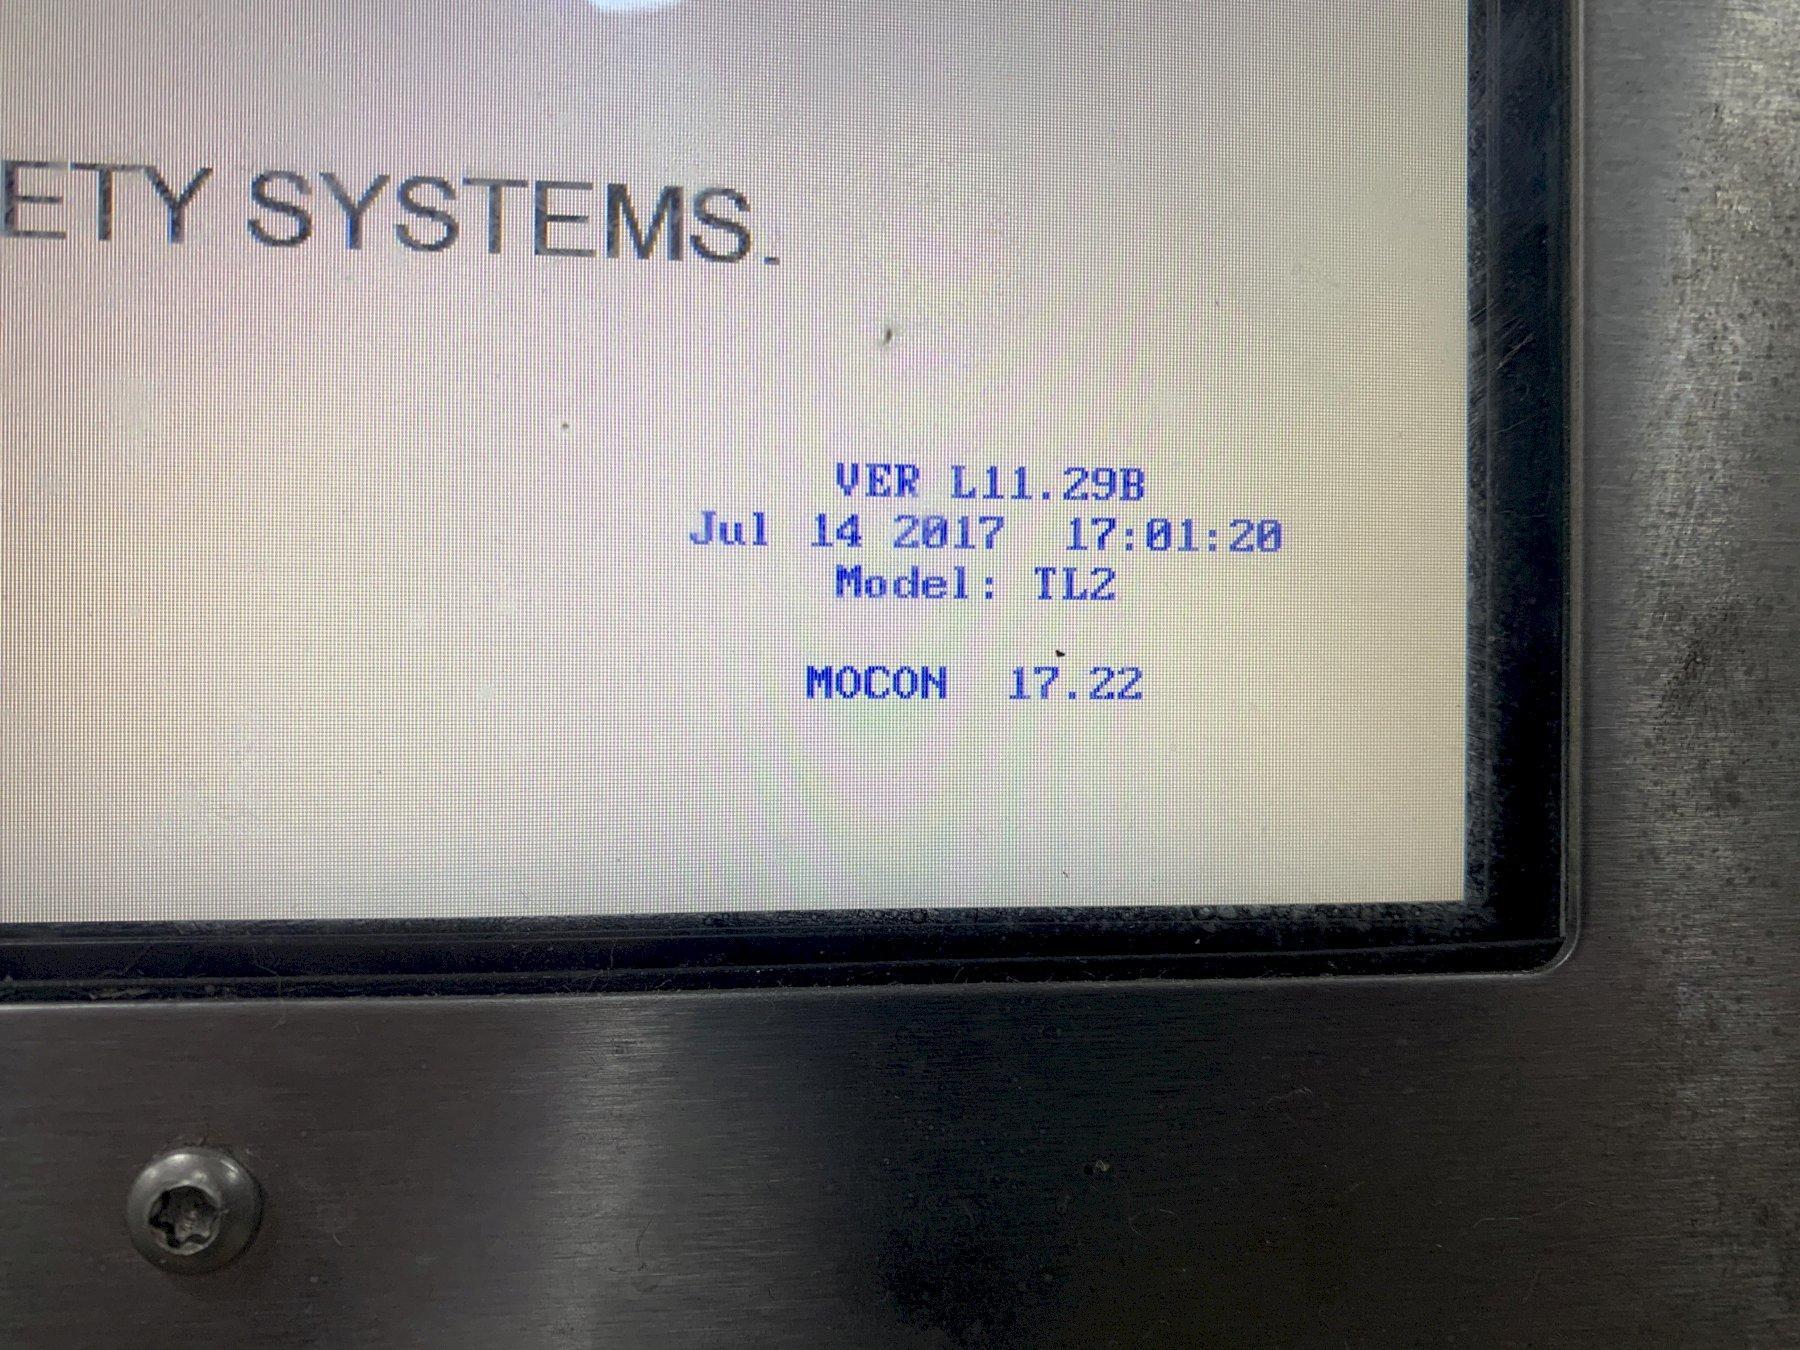 ETY SYSTEMS.
VER L11.29B
Jul 14 2017 17:01:20
Model: TL2
MOCON 17.22